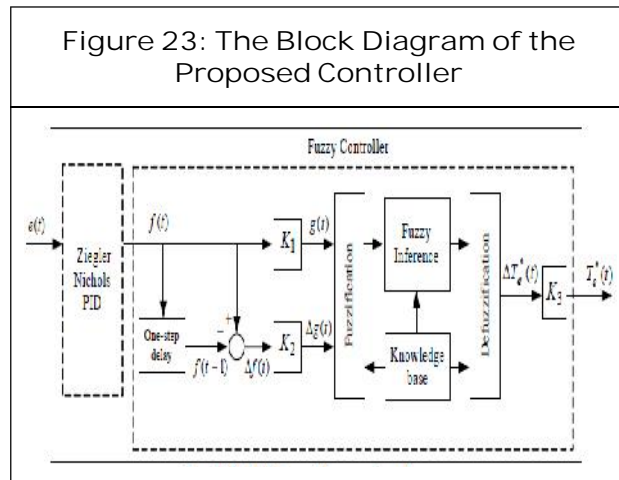 Figure 23: The Block Diagram of the
Proposed Controller
Fuzzy Controller
e(t)
Ziegler
Nichols
PID
f(t)
One-step
delay
f(t-1)
-
+
Δf(t)
K1
g(t)
K2
Δg(t)
Fuzzification
Fuzzy
Inference
Knowledge
base
Defuzzification
ΔTe*(t)
K3
Te*(t)